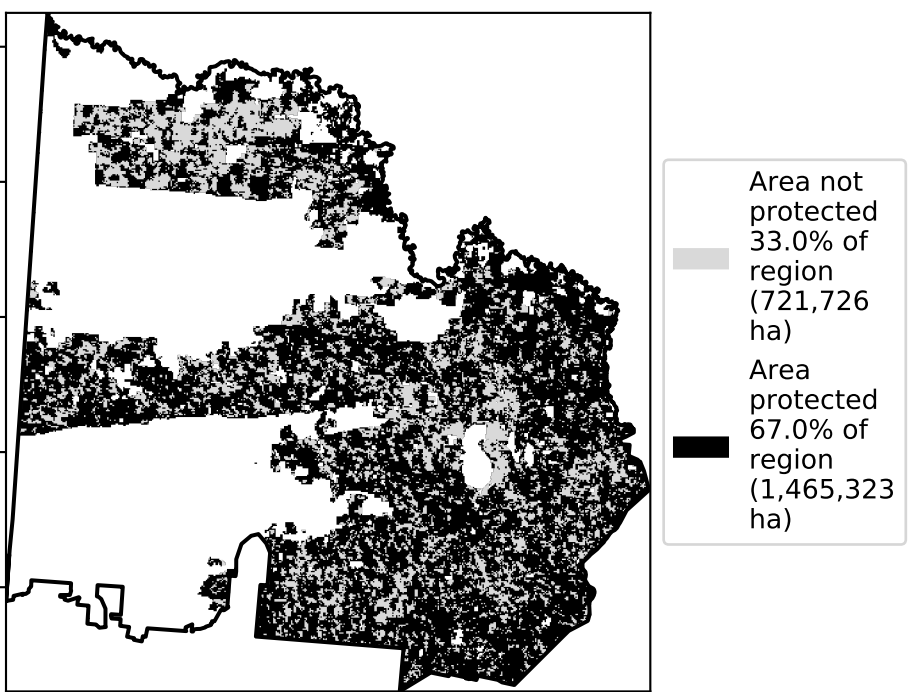 Area not
protected
33.0% of
region
(721,726
ha)
Area
protected
67.0% of
region
(1,465,323
ha)